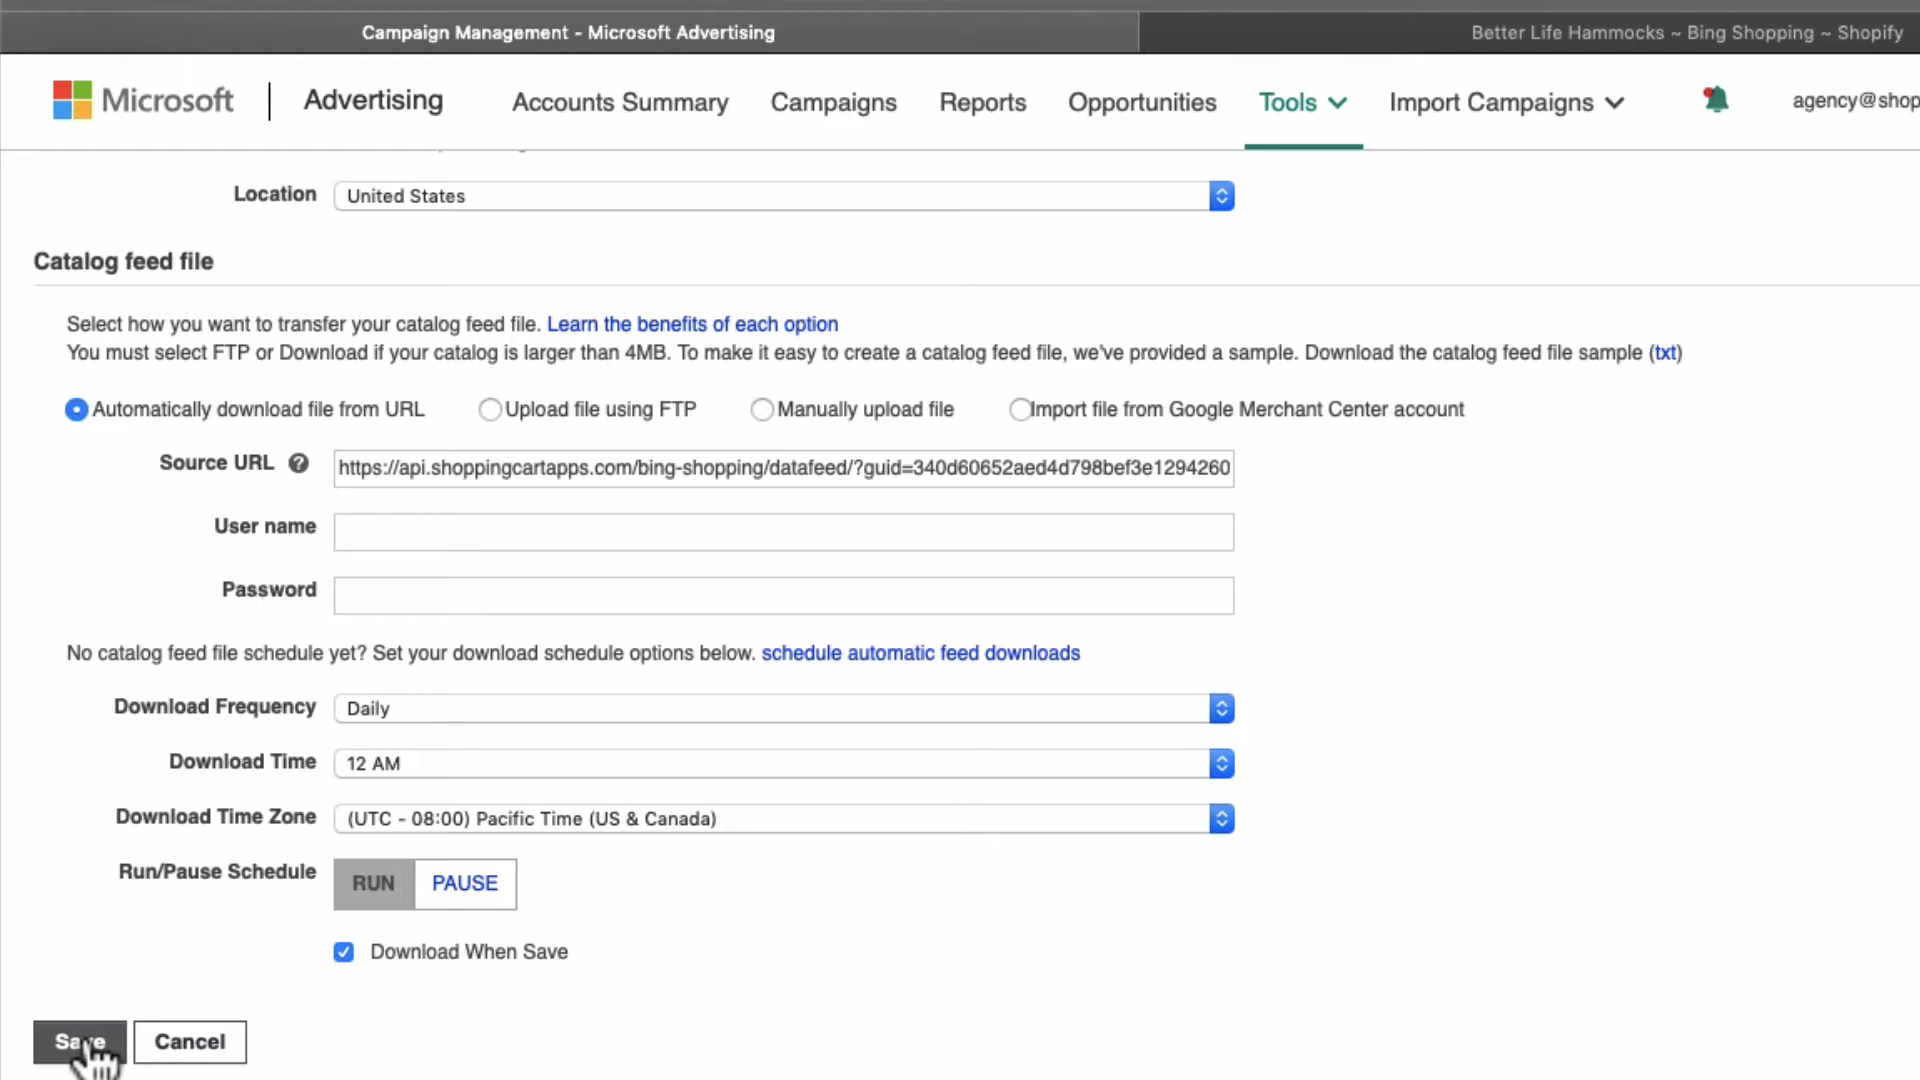 Campaign Management - Microsoft Advertising
Better Life Hammocks ~ Bing Shopping ~ Shopify
Microsoft
Advertising
Accounts Summary
Campaigns
Reports
Opportunities
Tools
Import Campaigns
agency@shop
Location
United States
Catalog feed file
Select how you want to transfer your catalog feed file. Learn the benefits of each option
You must select FTP or Download if your catalog is larger than 4MB. To make it easy to create a catalog feed file, we've provided a sample. Download the catalog feed file sample (txt)
Automatically download file from URL
Upload file using FTP
Manually upload file
Import file from Google Merchant Center account
Source URL
https://api.shoppingcartapps.com/bing-shopping/datafeed/?guid=340d60652aed4d798bef3e1294260
User name
Password
No catalog feed file schedule yet? Set your download schedule options below. schedule automatic feed downloads
Download Frequency
Daily
Download Time
12 AM
Download Time Zone
(UTC - 08:00) Pacific Time (US & Canada)
Run/Pause Schedule
RUN
PAUSE
Download When Save
Save
Cancel